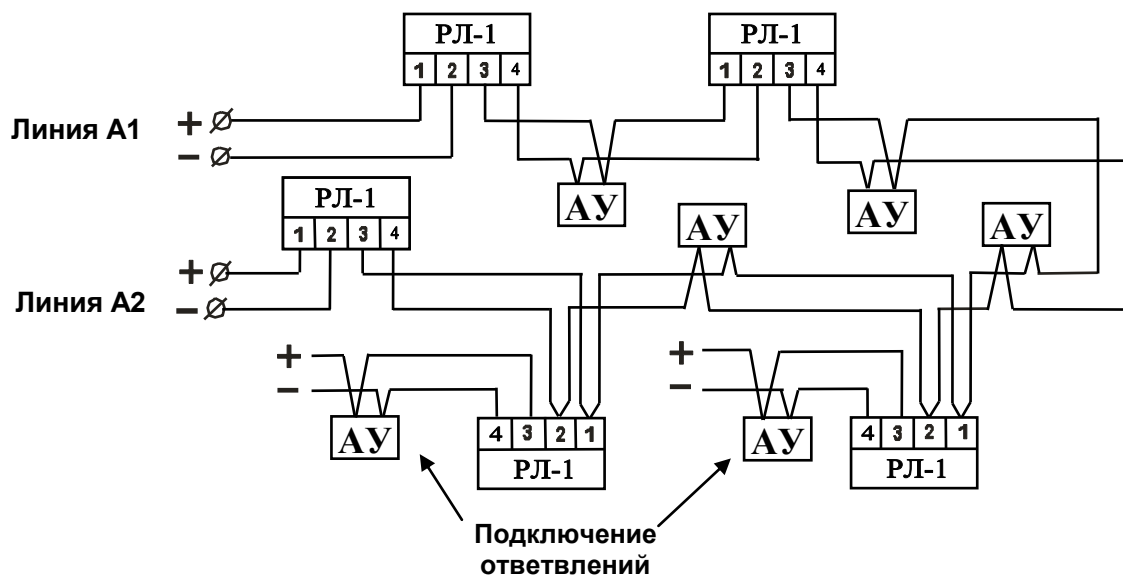 РЛ-1 РЛ-1
1 2 3 4 1 2 3 4
Линия А1 + –
АУ АУ
РЛ-1
1 2 3 4
АУ АУ
Линия А2 + –
+ – + –
АУ 4 3 2 1 АУ 4 3 2 1
РЛ-1 РЛ-1
Подключение
ответвлений